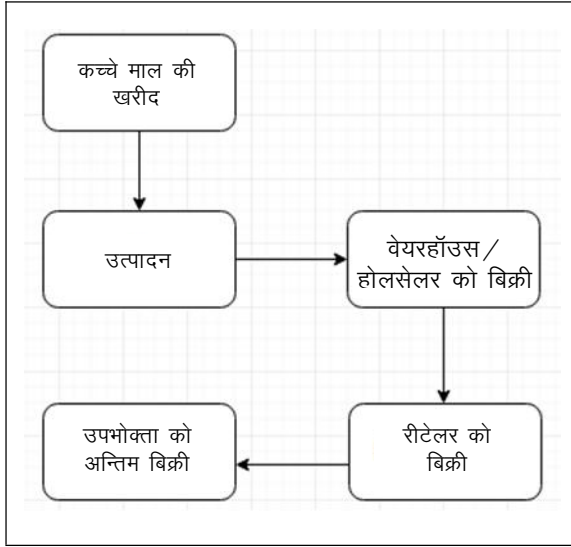 कच्चे माल की
खरीद
उत्पादन
वेयरहॉउस/
होलसेलर को बिक्री
रीटेलर को
बिक्री
उपभोक्ता को
अन्तिम बिक्री